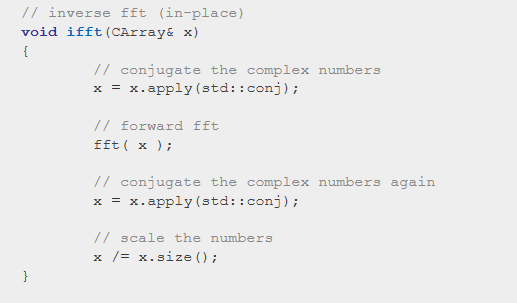 // inverse fft (in-place)
void ifft(CArray& x)
{
// conjugate the complex numbers
x = x.apply(std::conj);
// forward fft
fft( x );
// conjugate the complex numbers again
x = x.apply(std::conj);
// scale the numbers
x /= x.size();
}